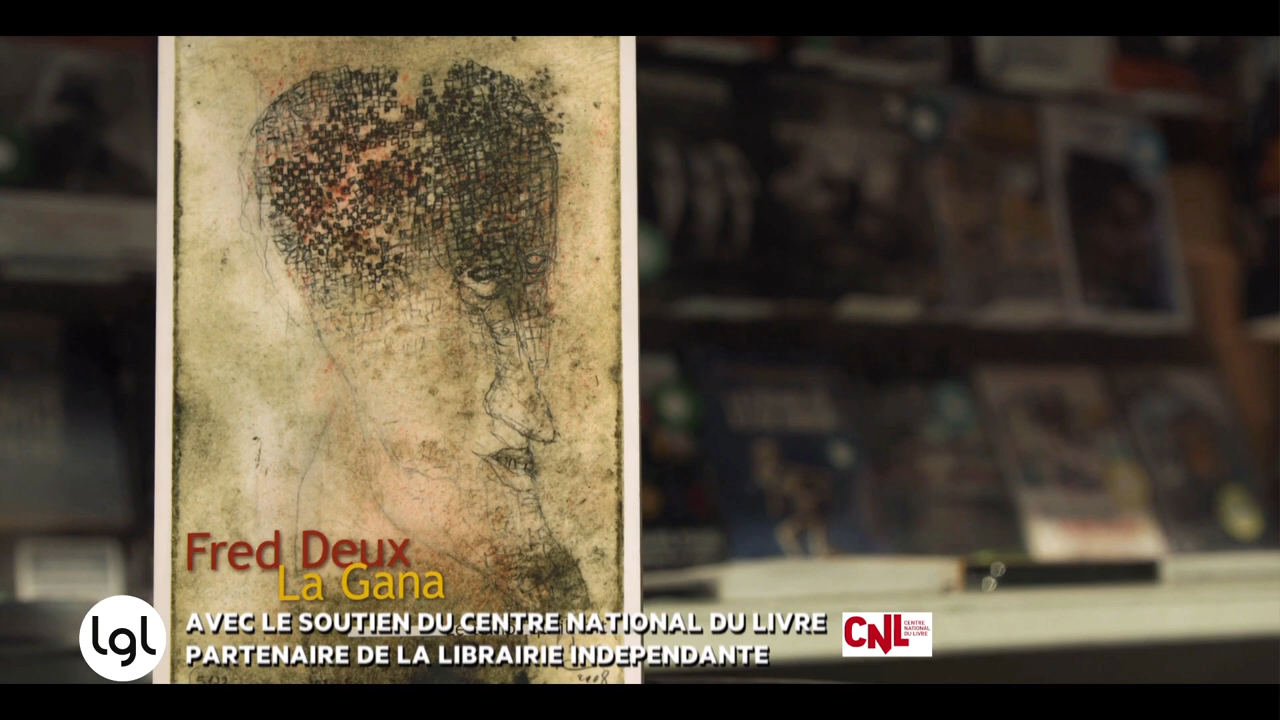 Fred Deux
La Gana
lgl
AVEC LE SOUTIEN DU CENTRE NATIONAL DU LIVRE
PARTENAIRE DE LA LIBRAIRIE INDEPENDANTE
CNL
CENTRE
NATIONAL
DU LIVRE
2008